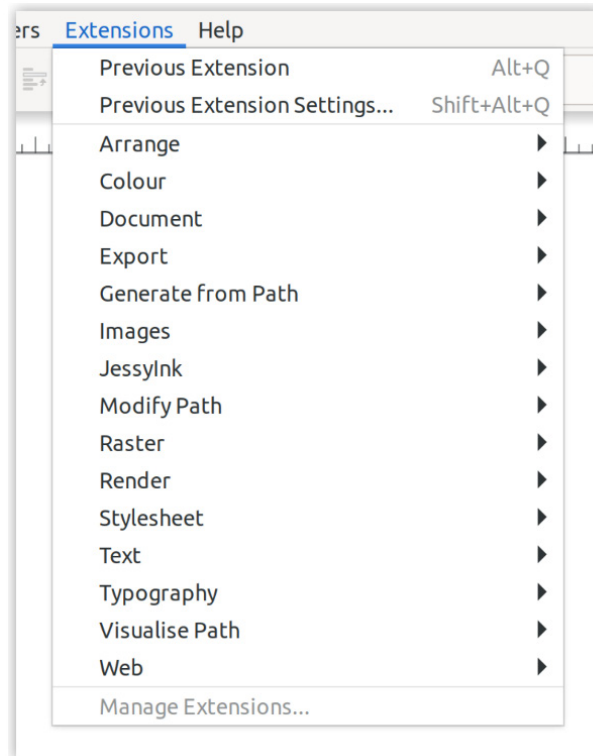 ers Extensions Help
Previous Extension Alt+Q
Previous Extension Settings... Shift+Alt+Q
Arrange
Colour
Document
Export
Generate from Path
Images
JessyInk
Modify Path
Raster
Render
Stylesheet
Text
Typography
Visualise Path
Web
Manage Extensions...